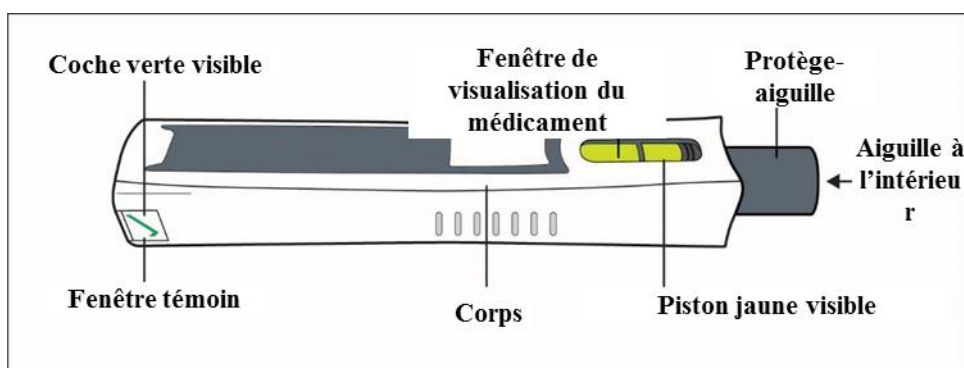 Coche verte visible
Fenêtre de
visualisation du
médicament
Protège-
aiguille
Aiguille à
l'intérieu
r
Fenêtre témoin
Corps
Piston jaune visible